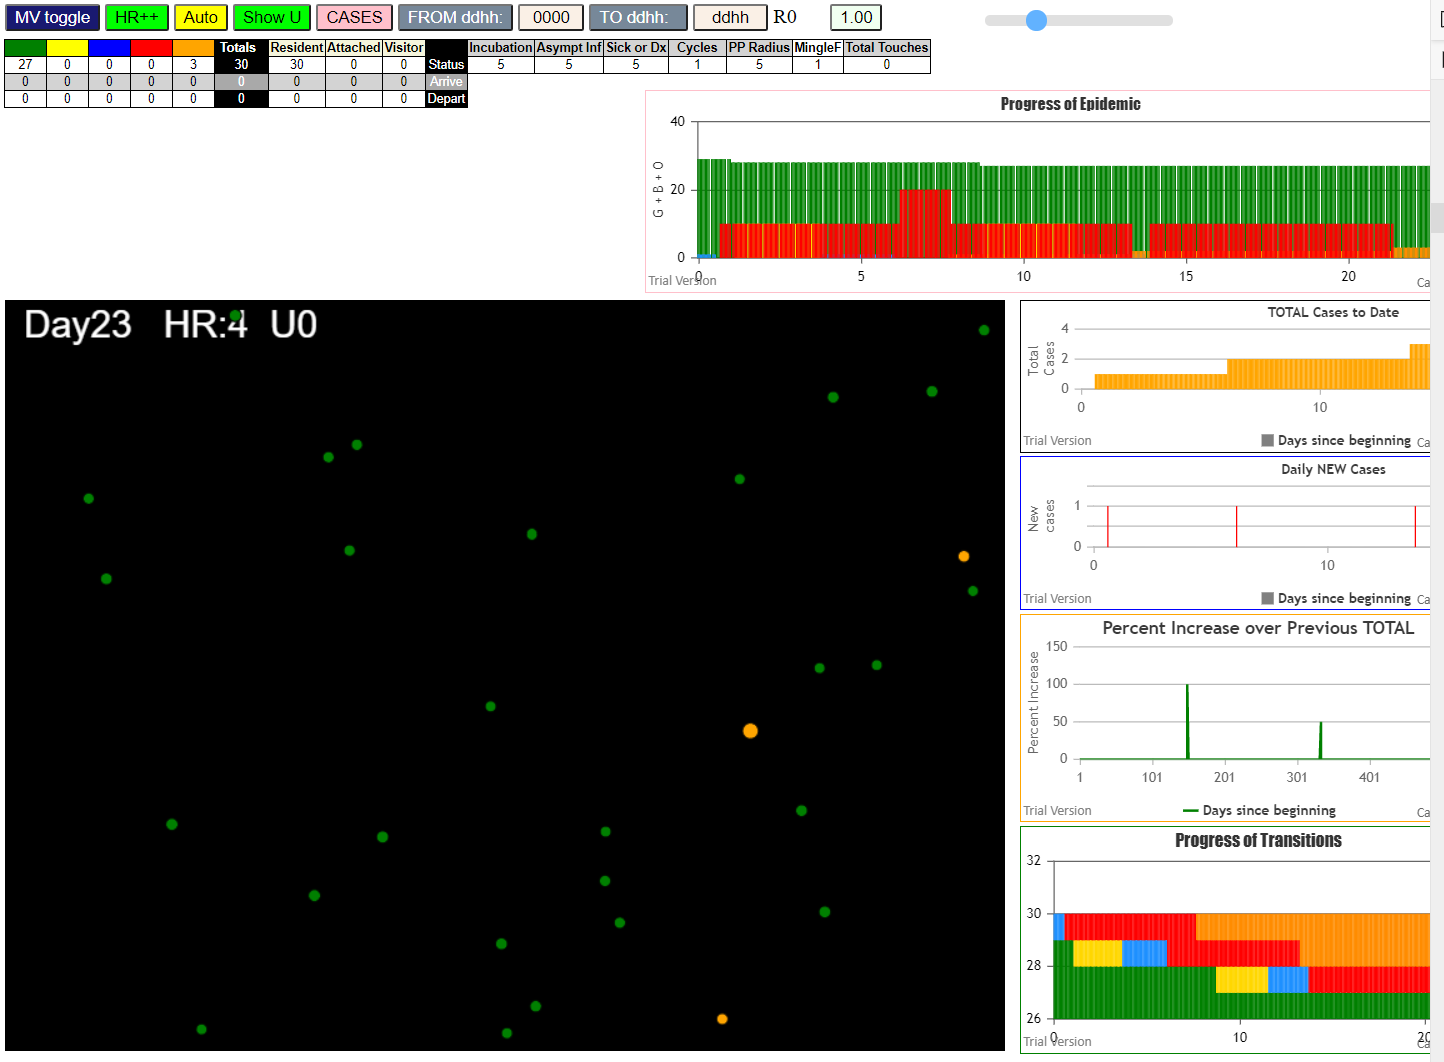 MV toggle HR++ Auto Show U CASES FROM ddhh: 0000 TO ddhh: ddhh R0 1.00
Totals Resident Attached Visitor Incubation Asympt Inf Sick or Dx Cycles PP Radius MingleF Total Touches
27 0 0 0 3 30 30 0 0 Status 5 5 5 1 5 1 0
0 0 0 0 0 0 0 0 0 Arrive
0 0 0 0 0 0 0 0 0 Depart
Progress of Epidemic
40
20
0
G + B + O
0 5 10 15 20
Trial Version Ca
Day23 HR:4 U0
TOTAL Cases to Date
4
2
0
Total
Cases
0 10
Days since beginning
Trial Version Ca
Daily NEW Cases
1
0
New
cases
0 10
Days since beginning
Trial Version Ca
Percent Increase over Previous TOTAL
150
100
50
0
Percent Increase
1 101 201 301 401
Days since beginning
Trial Version Ca
Progress of Transitions
32
30
28
26
0 10 20
Trial Version Ca